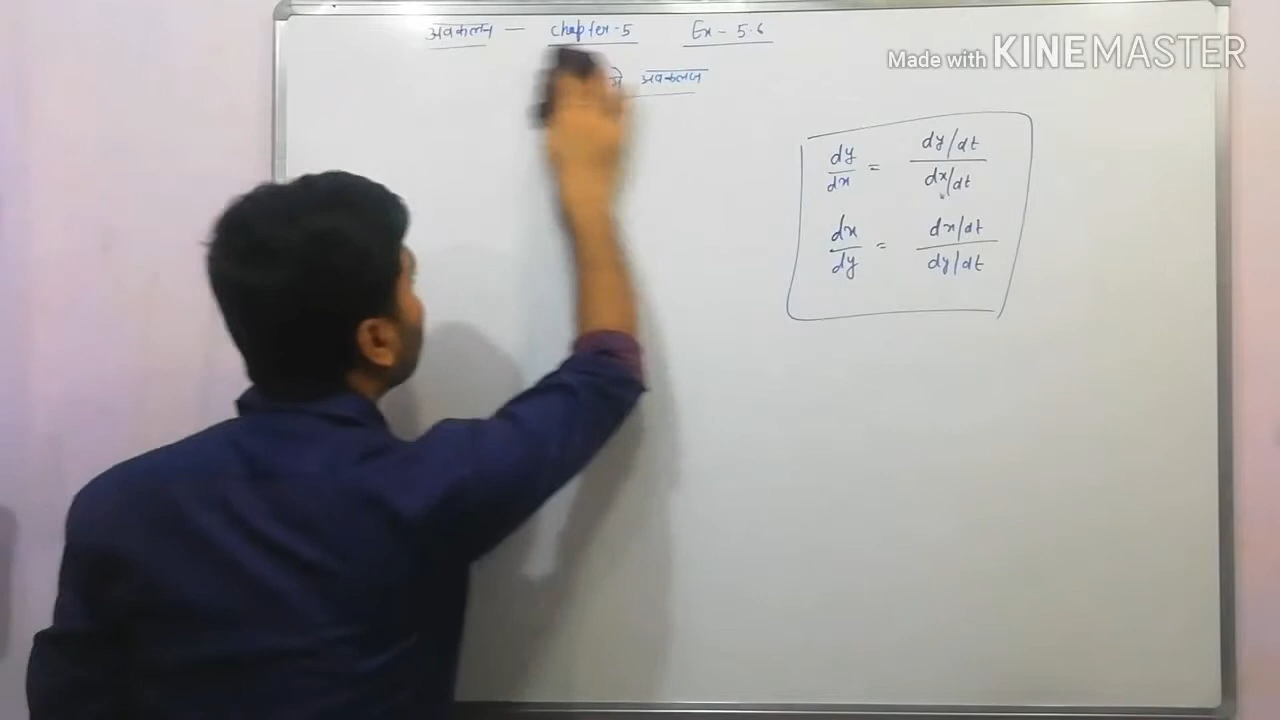 अवकलन — Chapter-5 Ex - 5.6
में अवकलज
Made with KINEMASTER
dy/dx = (dy/dt)/(dx/dt)
dx/dy = (dx/dt)/(dy/dt)